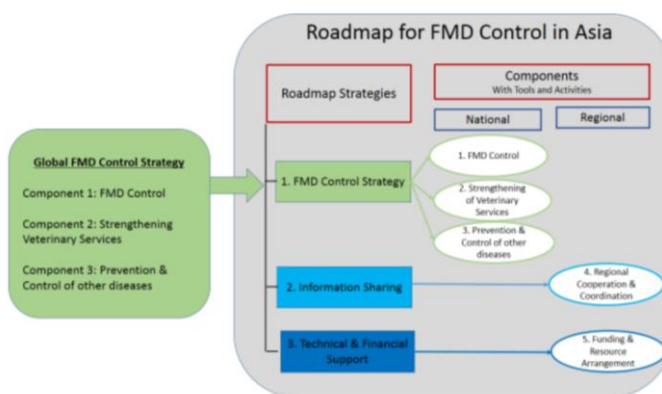 Roadmap for FMD Control in Asia
Roadmap Strategies
Components
With Tools and Activities
National
Regional
Global FMD Control Strategy
Component 1: FMD Control
Component 2: Strengthening
Veterinary Services
Component 3: Prevention &
Control of other diseases
1. FMD Control Strategy
1. FMD Control
2. Strengthening
of Veterinary
Services
3. Prevention &
Control of other
diseases
2. Information Sharing
4. Regional
Cooperation &
Coordination
3. Technical & Financial
Support
5. Funding &
Resource
Arrangement